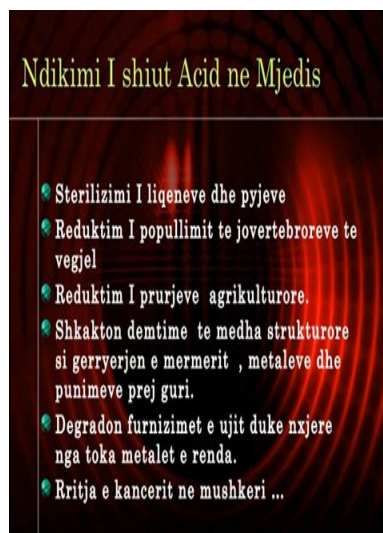 Ndikimi I shiut Acid ne Mjedis
Sterilizimi I liqeneve dhe pyjeve
Reduktim I popullimit te jovertebroreve te
vegjel
Reduktim I prurjeve agrikulturore.
Shkakton demtime te medha strukturore
si gerryerjen e mermerit , metaleve dhe
punimeve prej guri.
Degradon furnizimet e ujit duke nxjere
nga toka metalet e renda.
Rritja e kancerit ne mushkeri ...